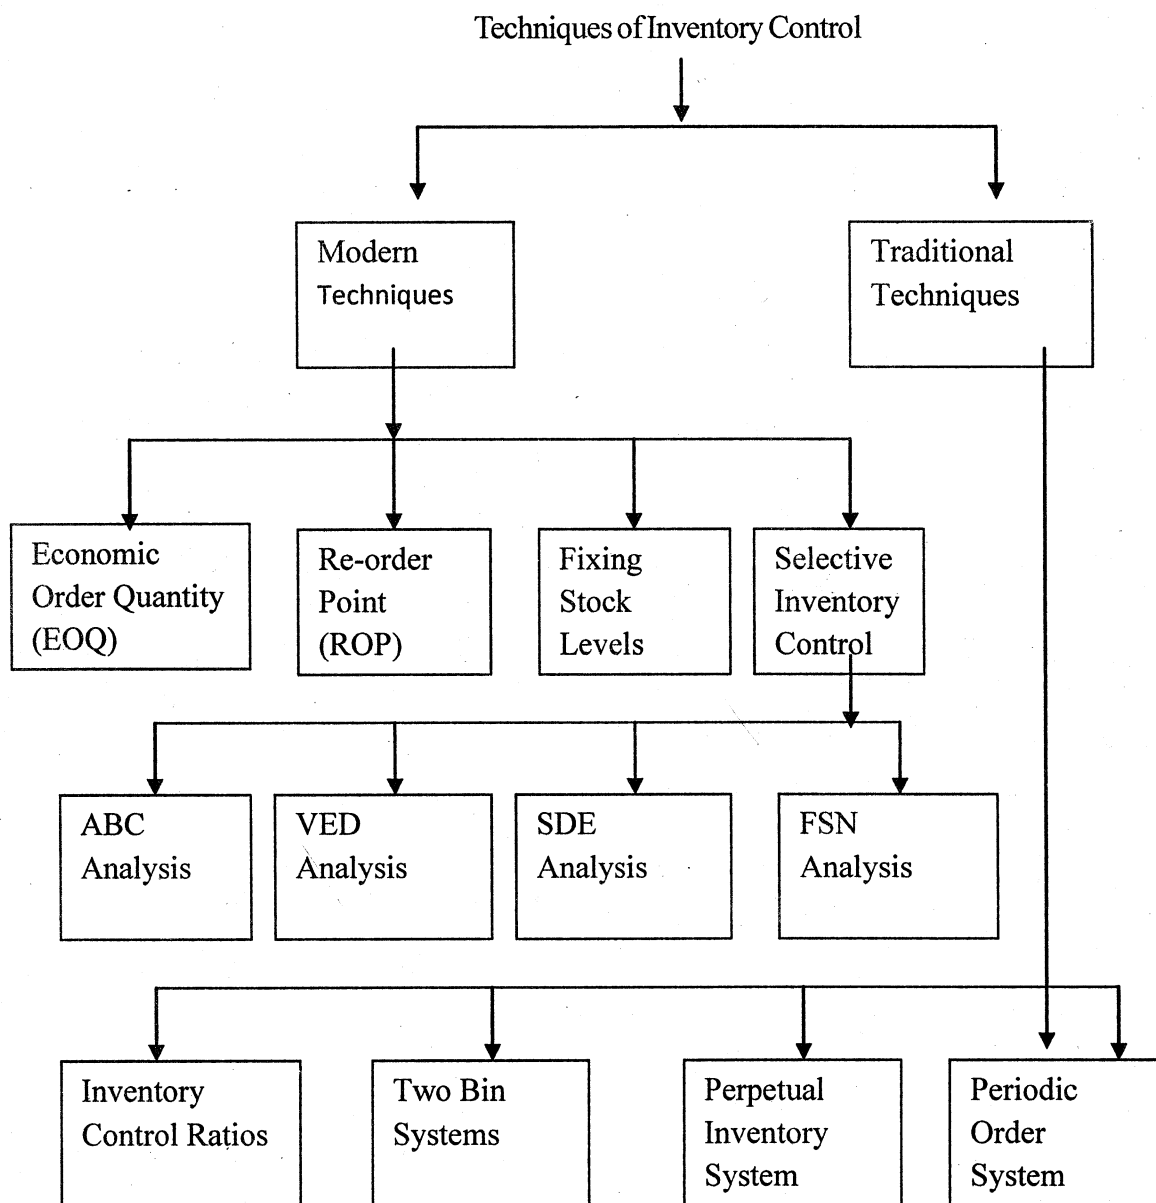 Techniques of Inventory Control
Modern
Techniques
Traditional
Techniques
Economic
Order Quantity
(EOQ)
Re-order
Point
(ROP)
Fixing
Stock
Levels
Selective
Inventory
Control
ABC
Analysis
VED
Analysis
SDE
Analysis
FSN
Analysis
Inventory
Control Ratios
Two Bin
Systems
Perpetual
Inventory
System
Periodic
Order
System